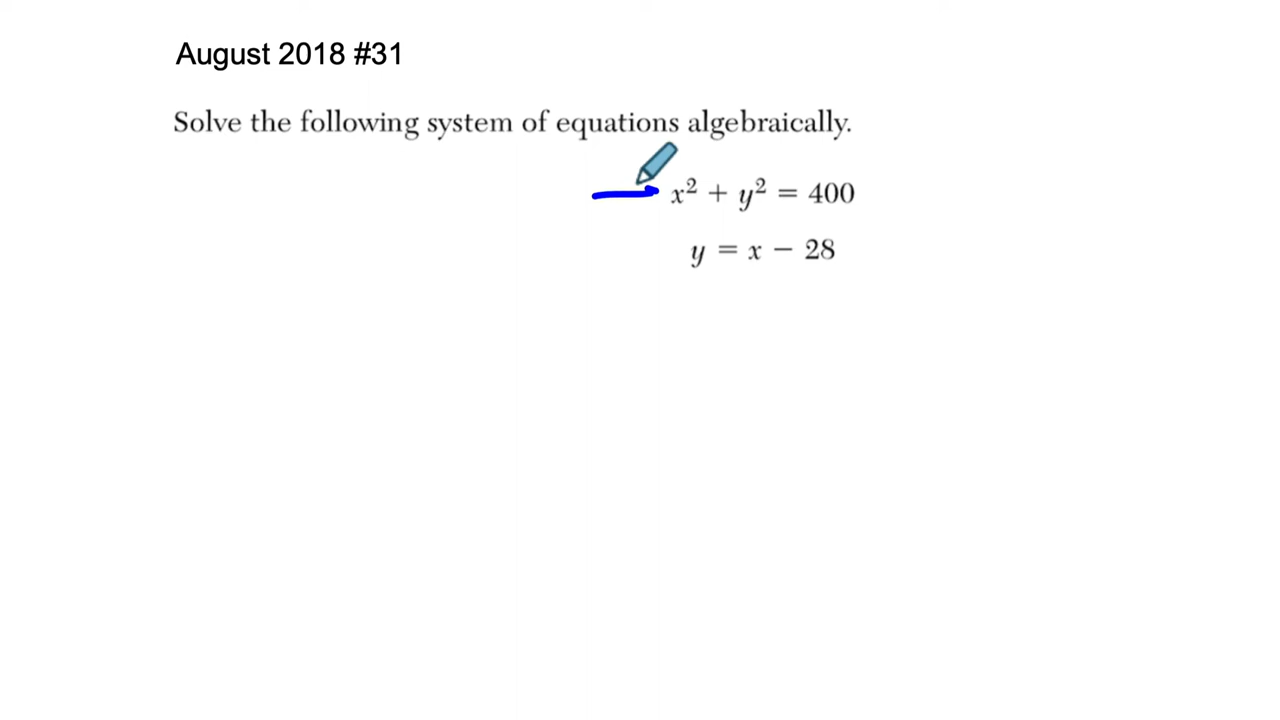 August 2018 #31
Solve the following system of equations algebraically.
x² + y² = 400
y = x − 28